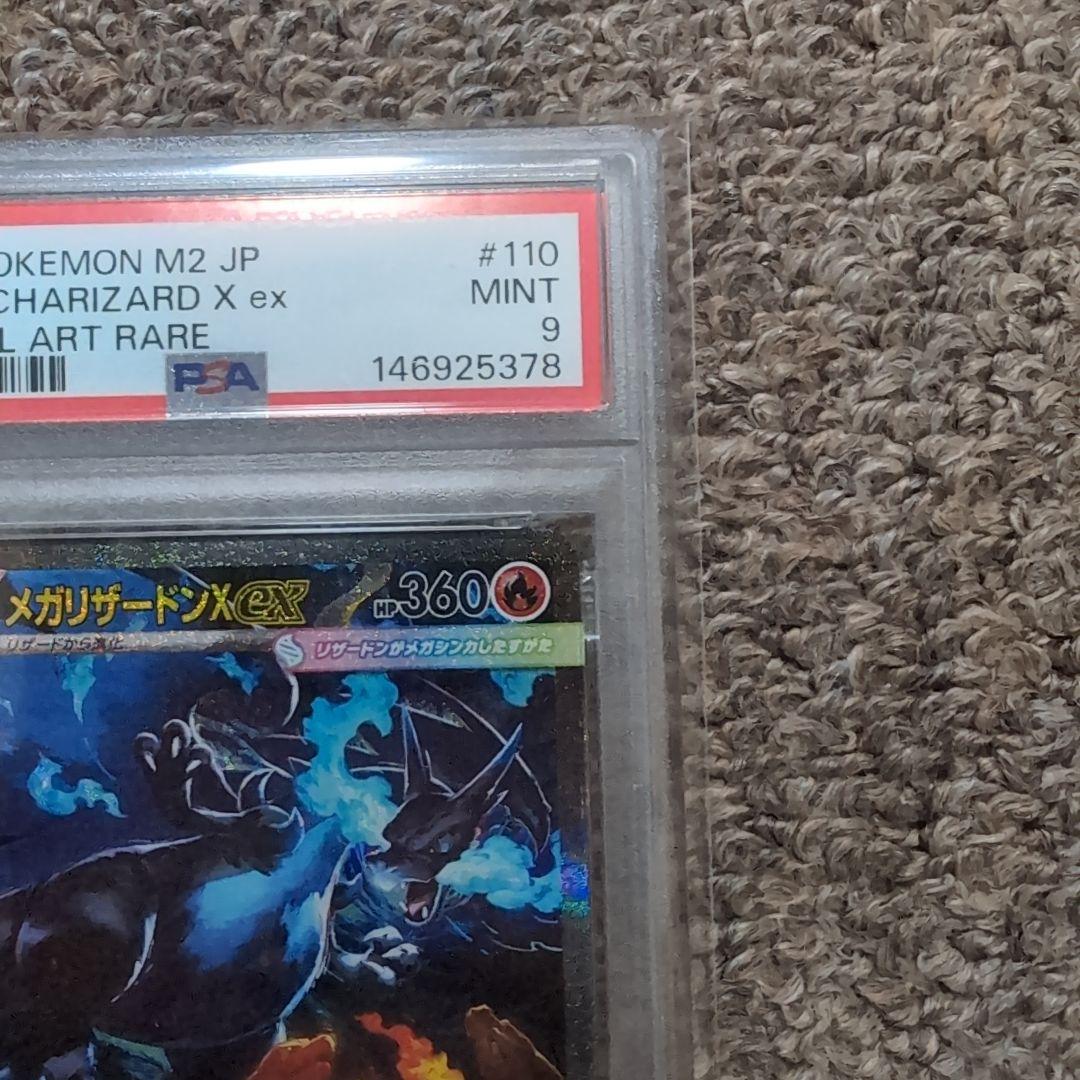 OKEMON M2 JP #110
CHARIZARD X ex MINT
L ART RARE 9
PSA 146925378
メガリザードンXex HP360
リザードから進化 リザードンがメガシンカしたすがた